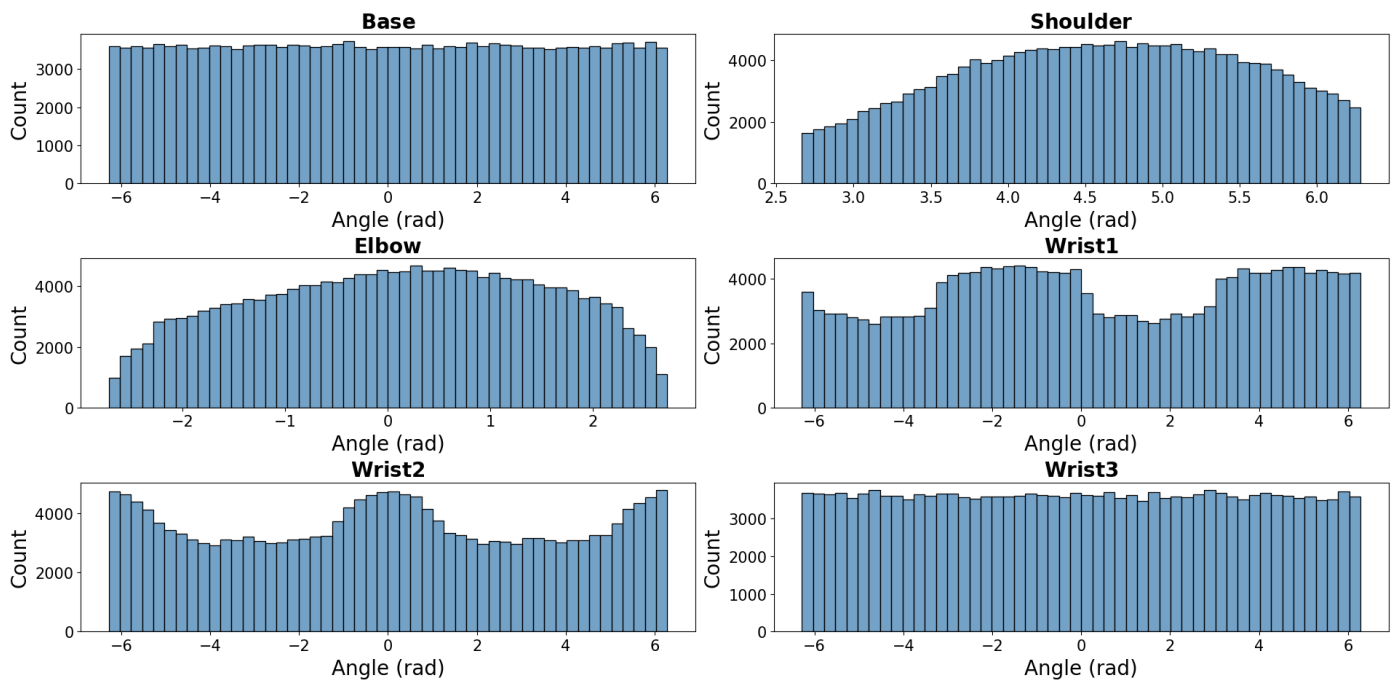 Base
3000
2000
1000
0
Count
−6 −4 −2 0 2 4 6
Angle (rad)
Shoulder
4000
2000
0
Count
2.5 3.0 3.5 4.0 4.5 5.0 5.5 6.0
Angle (rad)
Elbow
4000
2000
0
Count
−2 −1 0 1 2
Angle (rad)
Wrist1
4000
2000
0
Count
−6 −4 −2 0 2 4 6
Angle (rad)
Wrist2
4000
2000
0
Count
−6 −4 −2 0 2 4 6
Angle (rad)
Wrist3
3000
2000
1000
0
Count
−6 −4 −2 0 2 4 6
Angle (rad)